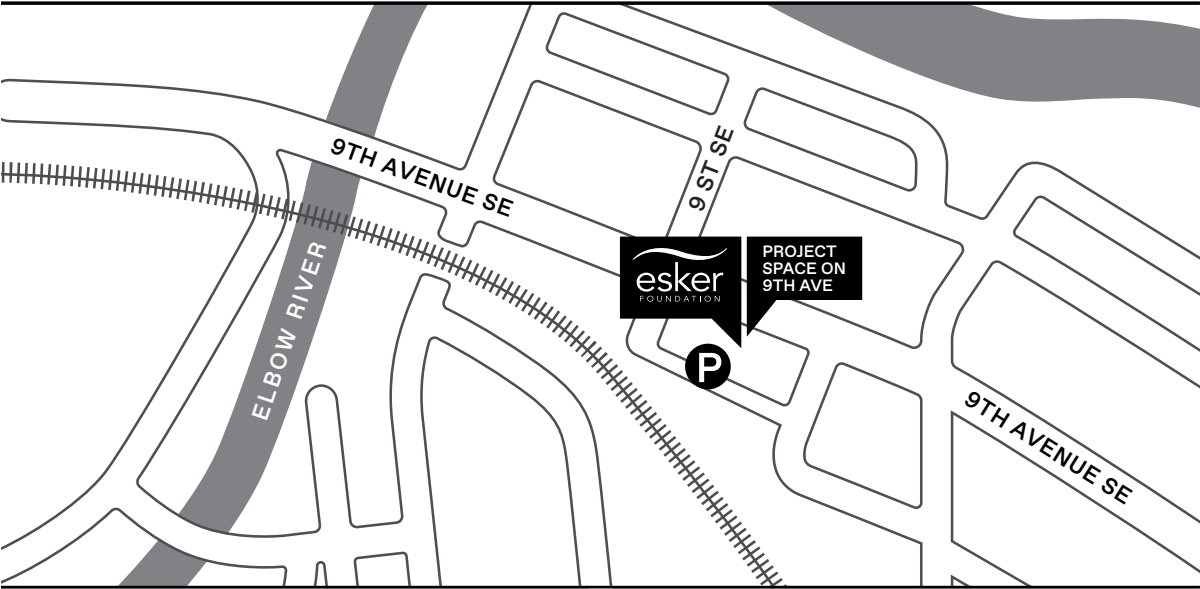 9TH AVENUE SE
9 ST SE
esker
FOUNDATION
PROJECT
SPACE ON
9TH AVE
ELBOW RIVER
P
9TH AVENUE SE